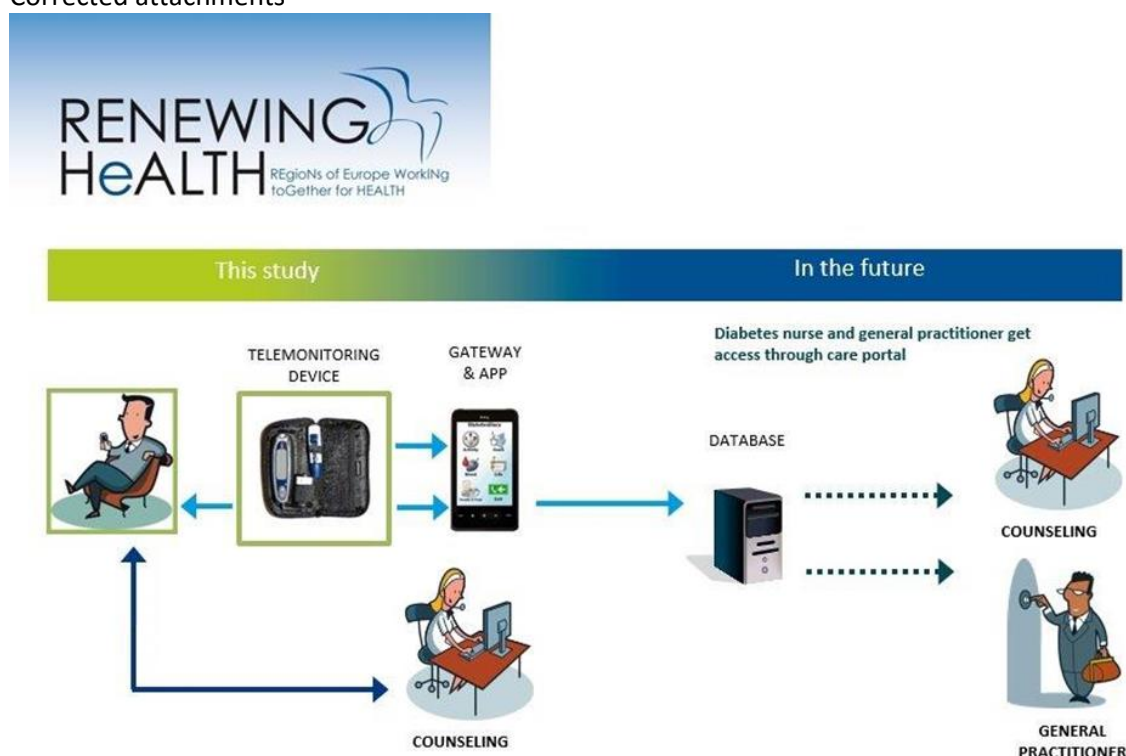 Corrected attachments
RENEWING
HeALTH
REgioNs of Europe WorkINg
toGether for HEALTH
This study
In the future
Diabetes nurse and general practitioner get
access through care portal
TELEMONITORING
DEVICE
GATEWAY
& APP
DATABASE
COUNSELING
COUNSELING
GENERAL
PRACTITIONER